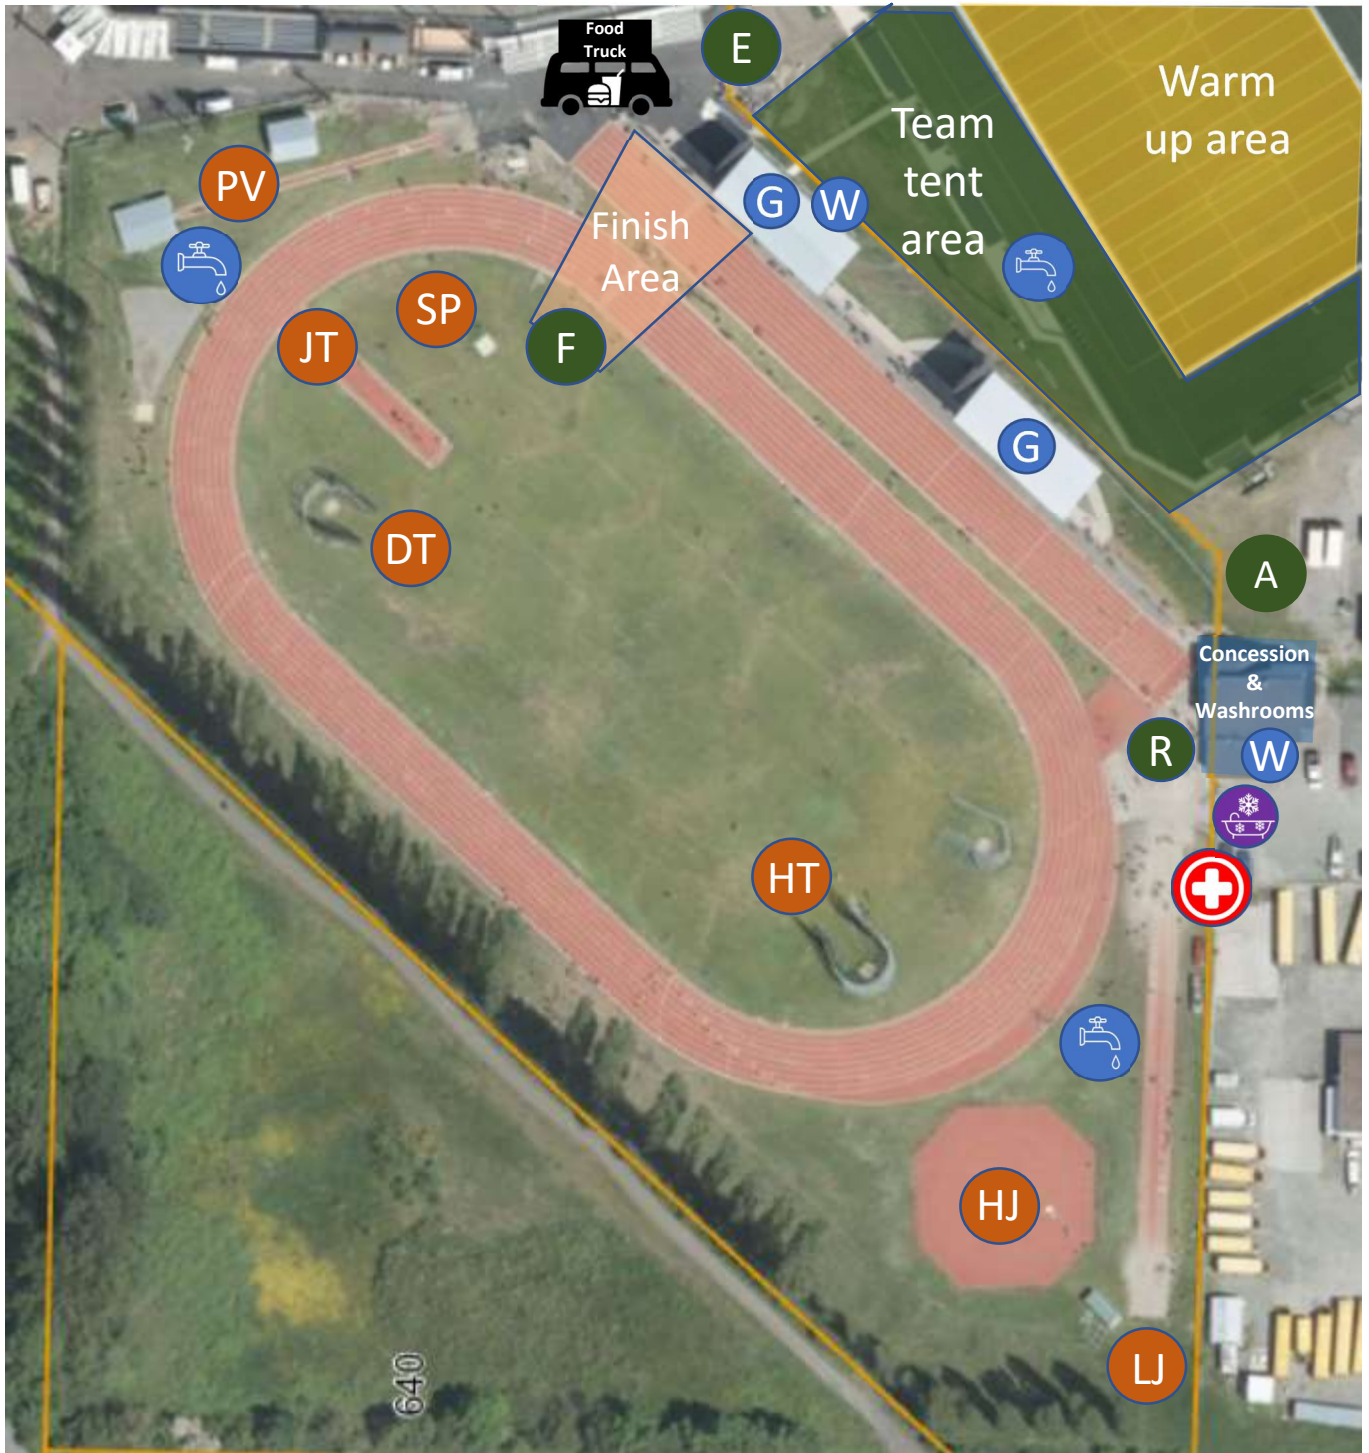 Food
Truck
E
Warm
up area
Team
tent
area
PV
G
W
Finish
Area
SP
JT
F
G
DT
A
Concession
&
Washrooms
R
W
HT
HJ
LJ
640